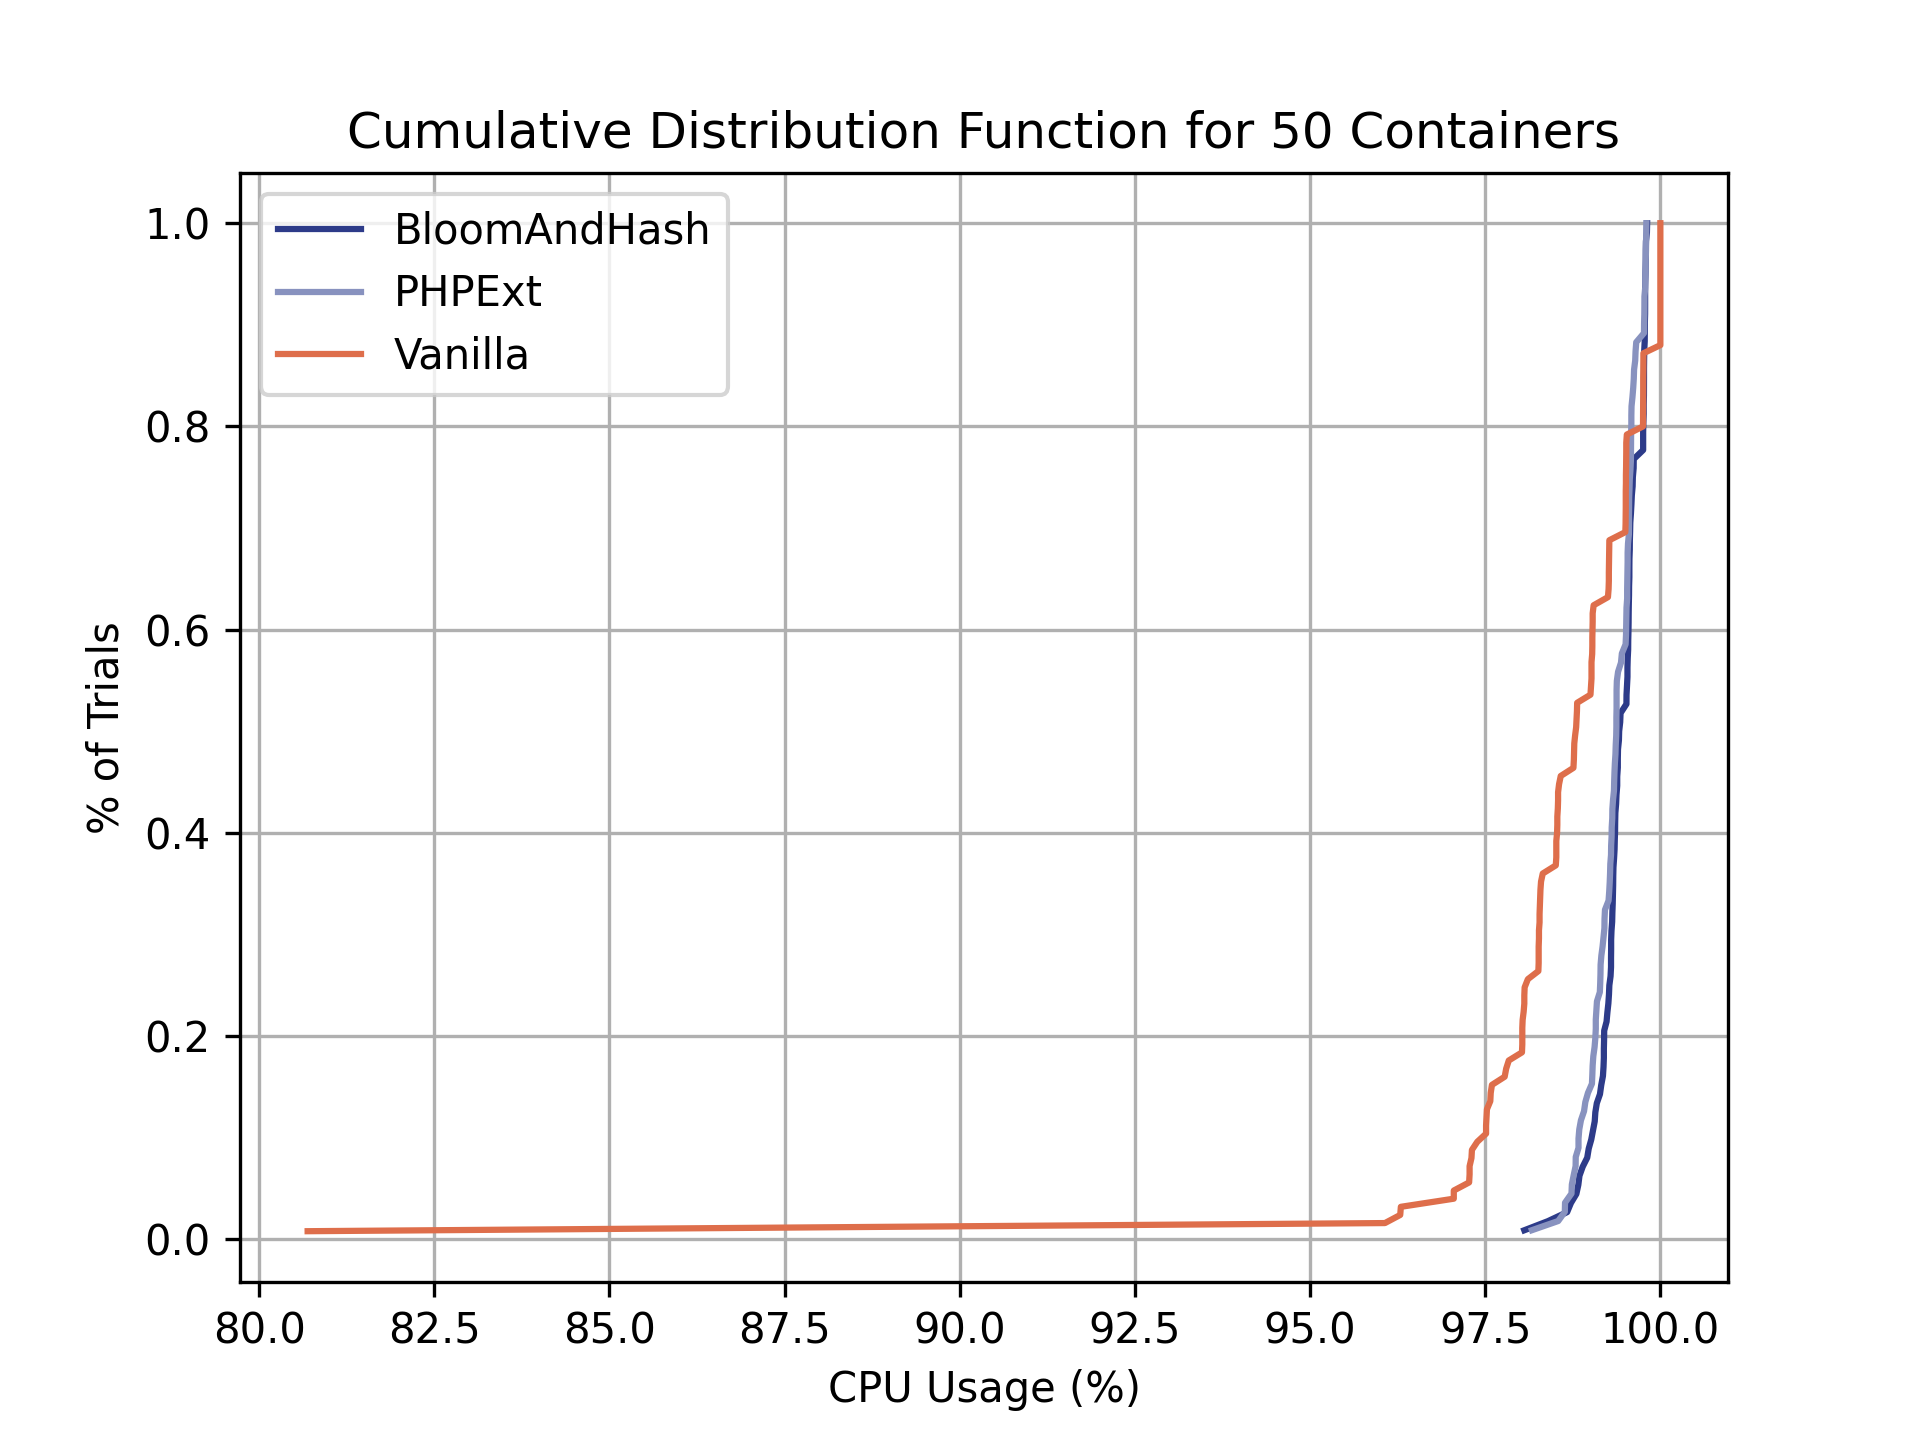 Cumulative Distribution Function for 50 Containers
BloomAndHash
PHPExt
Vanilla
1.0
0.8
0.6
0.4
0.2
0.0
% of Trials
80.0 82.5 85.0 87.5 90.0 92.5 95.0 97.5 100.0
CPU Usage (%)